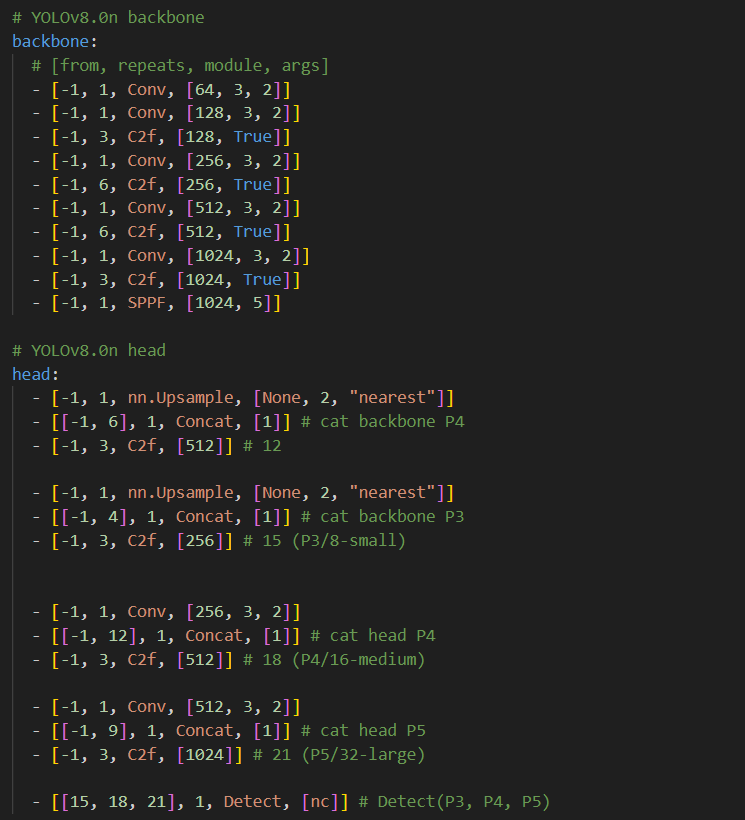 # YOLOv8.0n backbone
backbone:
  # [from, repeats, module, args]
  - [-1, 1, Conv, [64, 3, 2]]
  - [-1, 1, Conv, [128, 3, 2]]
  - [-1, 3, C2f, [128, True]]
  - [-1, 1, Conv, [256, 3, 2]]
  - [-1, 6, C2f, [256, True]]
  - [-1, 1, Conv, [512, 3, 2]]
  - [-1, 6, C2f, [512, True]]
  - [-1, 1, Conv, [1024, 3, 2]]
  - [-1, 3, C2f, [1024, True]]
  - [-1, 1, SPPF, [1024, 5]]

# YOLOv8.0n head
head:
  - [-1, 1, nn.Upsample, [None, 2, "nearest"]]
  - [[-1, 6], 1, Concat, [1]] # cat backbone P4
  - [-1, 3, C2f, [512]] # 12

  - [-1, 1, nn.Upsample, [None, 2, "nearest"]]
  - [[-1, 4], 1, Concat, [1]] # cat backbone P3
  - [-1, 3, C2f, [256]] # 15 (P3/8-small)

  - [-1, 1, Conv, [256, 3, 2]]
  - [[-1, 12], 1, Concat, [1]] # cat head P4
  - [-1, 3, C2f, [512]] # 18 (P4/16-medium)

  - [-1, 1, Conv, [512, 3, 2]]
  - [[-1, 9], 1, Concat, [1]] # cat head P5
  - [-1, 3, C2f, [1024]] # 21 (P5/32-large)

  - [[15, 18, 21], 1, Detect, [nc]] # Detect(P3, P4, P5)